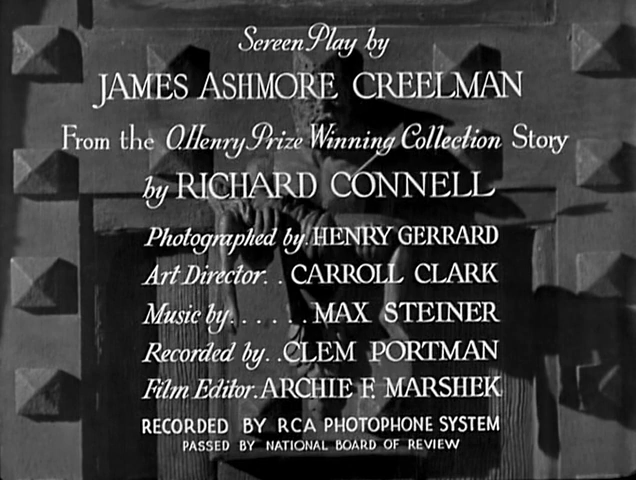 Screen Play by
JAMES ASHMORE CREELMAN
From the O.Henry Prize Winning Collection Story
by RICHARD CONNELL
Photographed by. HENRY GERRARD
Art Director. . CARROLL CLARK
Music by. . . . . . MAX STEINER
Recorded by. . CLEM PORTMAN
Film Editor. ARCHIE F. MARSHEK
RECORDED BY RCA PHOTOPHONE SYSTEM
PASSED BY NATIONAL BOARD OF REVIEW